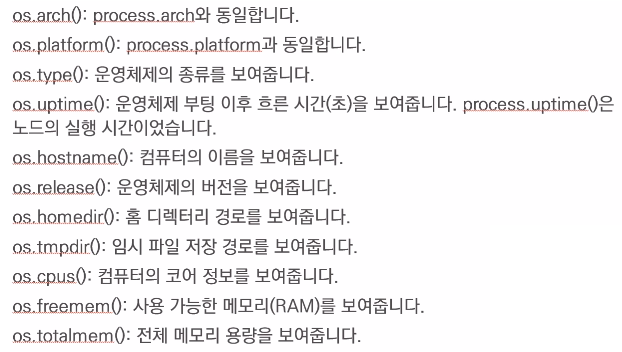 os.arch(): process.arch와 동일합니다.
os.platform(): process.platform과 동일합니다.
os.type(): 운영체제의 종류를 보여줍니다.
os.uptime(): 운영체제 부팅 이후 흐른 시간(초)을 보여줍니다. process.uptime()은
노드의 실행 시간이었습니다.
os.hostname(): 컴퓨터의 이름을 보여줍니다.
os.release(): 운영체제의 버전을 보여줍니다.
os.homedir(): 홈 디렉터리 경로를 보여줍니다.
os.tmpdir(): 임시 파일 저장 경로를 보여줍니다.
os.cpus(): 컴퓨터의 코어 정보를 보여줍니다.
os.freemem(): 사용 가능한 메모리(RAM)를 보여줍니다.
os.totalmem(): 전체 메모리 용량을 보여줍니다.